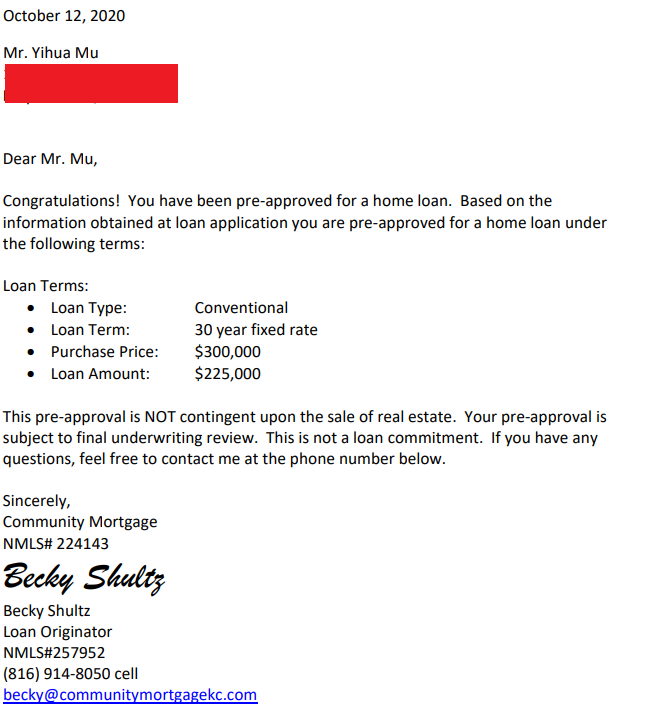 October 12, 2020
Mr. Yihua Mu
Dear Mr. Mu,
Congratulations!  You have been pre-approved for a home loan.  Based on the
information obtained at loan application you are pre-approved for a home loan under
the following terms:
Loan Terms:
• Loan Type: Conventional
• Loan Term: 30 year fixed rate
• Purchase Price: $300,000
• Loan Amount: $225,000
This pre-approval is NOT contingent upon the sale of real estate.  Your pre-approval is
subject to final underwriting review.  This is not a loan commitment.  If you have any
questions, feel free to contact me at the phone number below.
Sincerely,
Community Mortgage
NMLS# 224143
Becky Shultz
Becky Shultz
Loan Originator
NMLS#257952
(816) 914-8050 cell
becky@communitymortgagekc.com